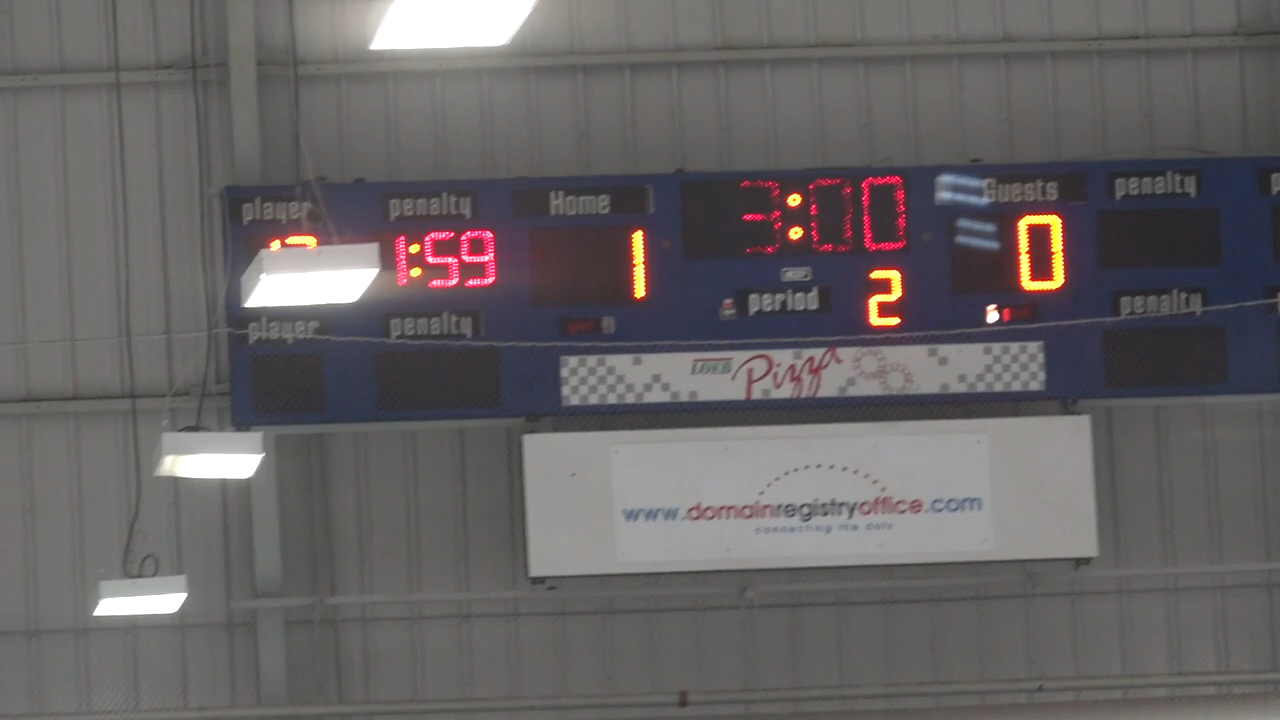 player penalty Home 3:00 Guests penalty
1:59 1 0
period 2
player penalty penalty
LOEB Pizza
www.domainregistryoffice.com
connecting the dots